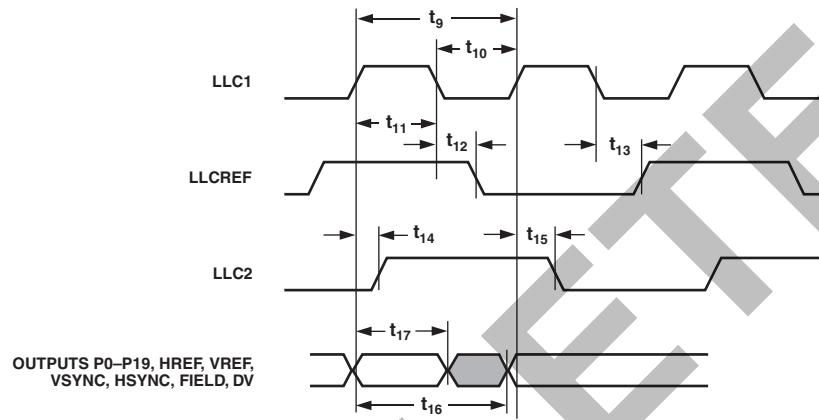 t9
t10
LLC1
t11
t12
t13
LLCREF
t14
t15
LLC2
t17
OUTPUTS P0–P19, HREF, VREF,
VSYNC, HSYNC, FIELD, DV
t16
ETE